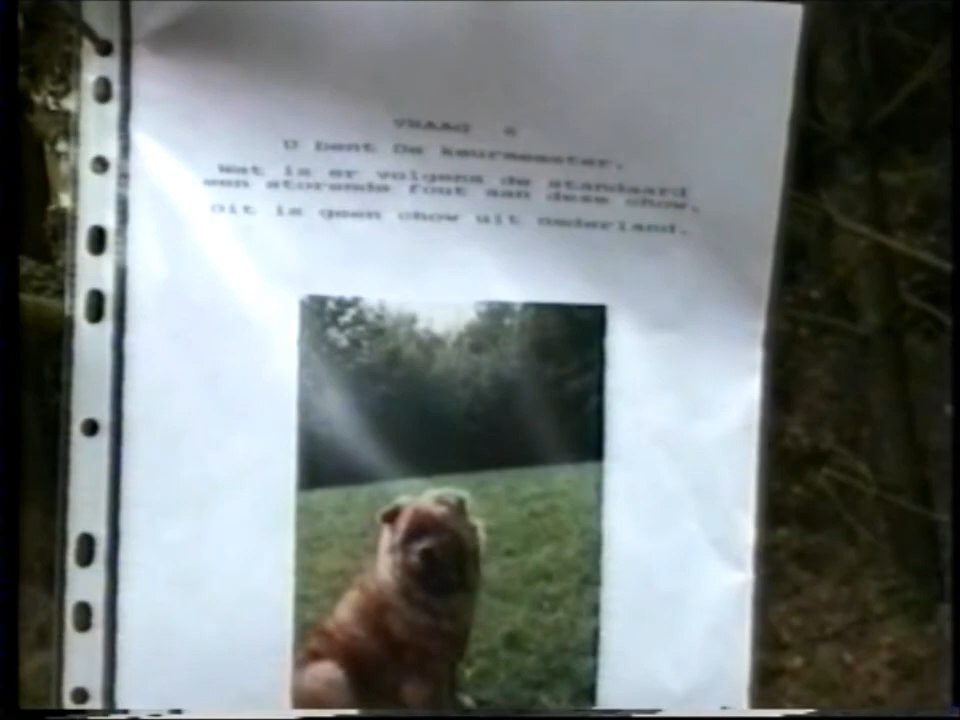 VRAAG 6
U bent De keurmeester.
Wat is er volgens de standaard
een storende fout aan deze chow.
Dit is geen chow uit nederland.